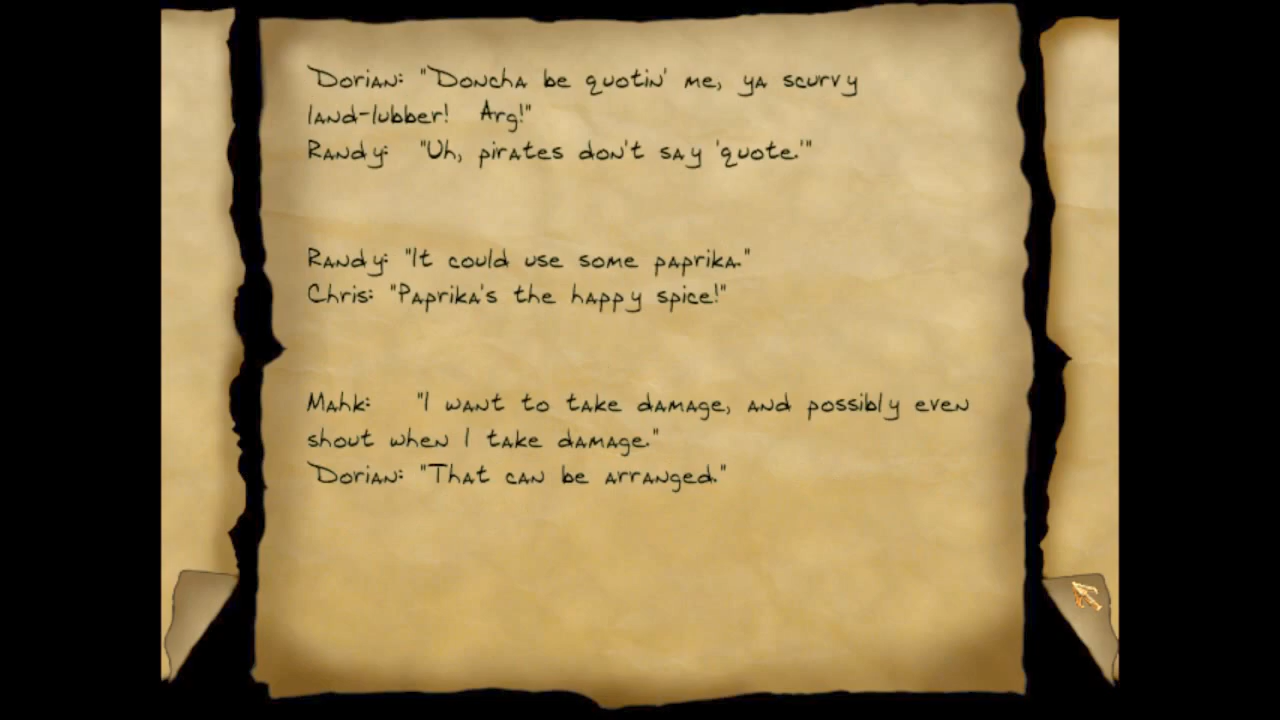 Dorian: "Doncha be quotin' me, ya scurvy
land-lubber!  Arg!"
Randy:  "Uh, pirates don't say 'quote.'"
Randy: "It could use some paprika."
Chris: "Paprika's the happy spice!"
Mahk:   "I want to take damage, and possibly even
shout when I take damage."
Dorian: "That can be arranged."